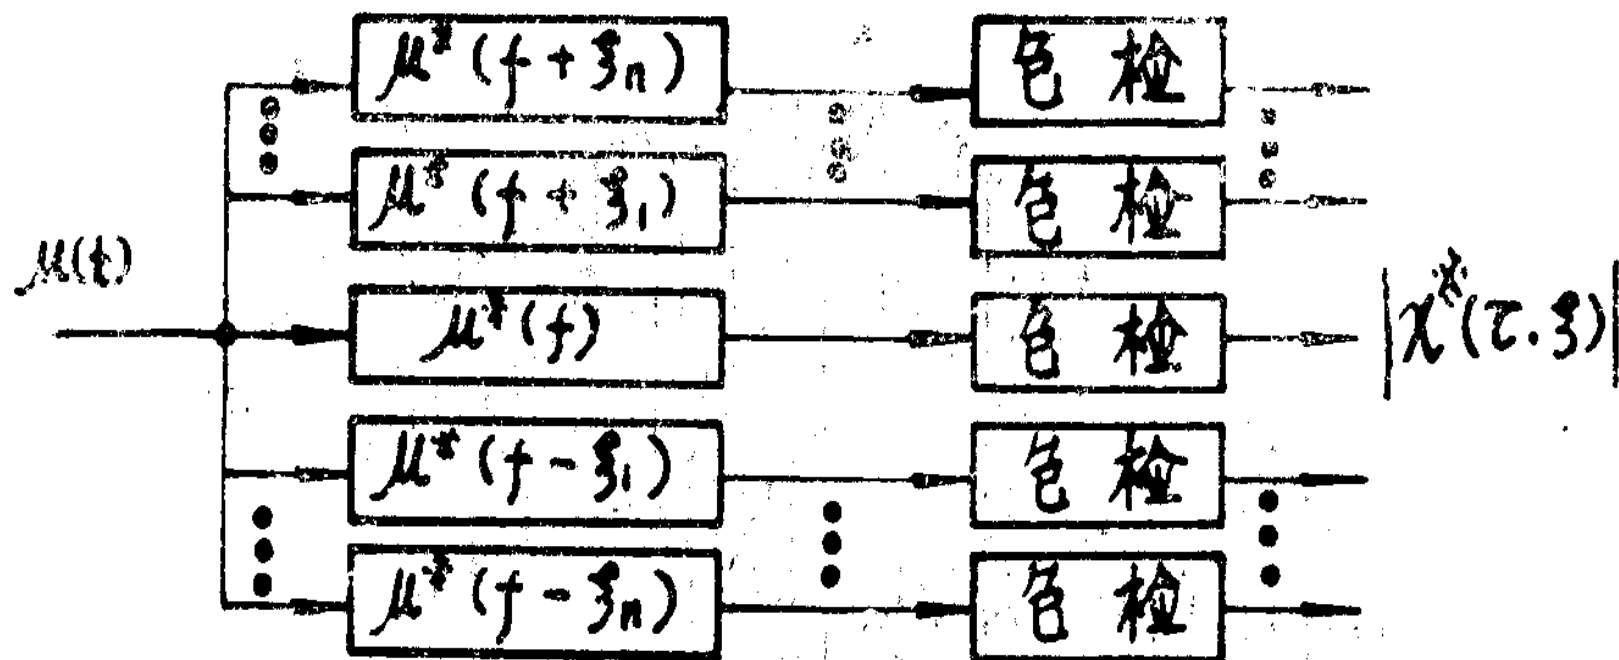 μ*(f+ξn) 包检
μ*(f+ξ1) 包检
μ(t)
μ*(f) 包检 |χ*(τ.ξ)|
μ*(f-ξ1) 包检
μ*(f-ξn) 包检